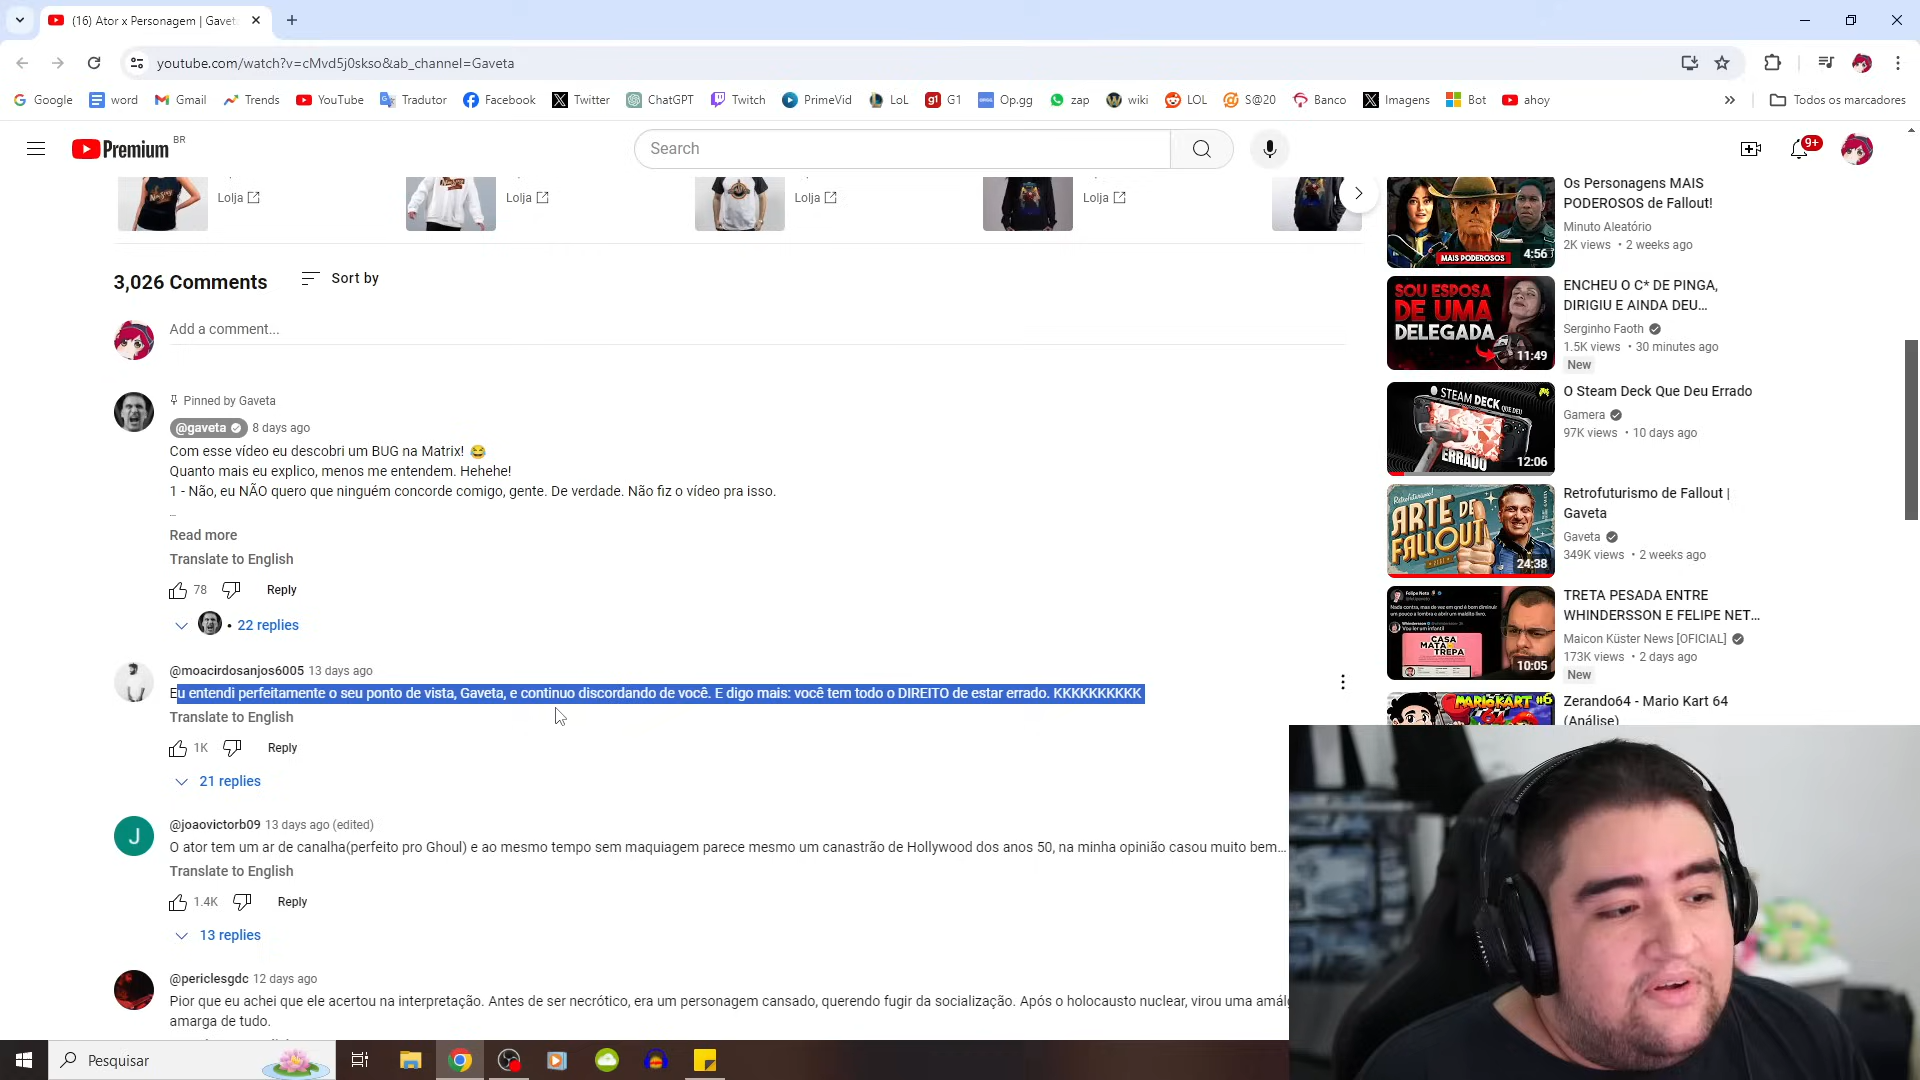 (16) Ator x Personagem | Gavet
youtube.com/watch?v=cMvd5j0skso&ab_channel=Gaveta
Google
word
Gmail
Trends
YouTube
Tradutor
Facebook
Twitter
ChatGPT
Twitch
PrimeVid
LoL
G1
Op.gg
zap
wiki
LOL
S@20
Banco
Imagens
Bot
ahoy
»
Todos os marcadores
Premium BR
Search
9+
Lolja
Lolja
Lolja
Lolja
3,026 Comments
Sort by
Add a comment...
Pinned by Gaveta
@gaveta 8 days ago
Com esse vídeo eu descobri um BUG na Matrix! 😂
Quanto mais eu explico, menos me entendem. Hehehe!
1 - Não, eu NÃO quero que ninguém concorde comigo, gente. De verdade. Não fiz o vídeo pra isso.
...
Read more
Translate to English
78
Reply
• 22 replies
@moacirdosanjos6005 13 days ago
Eu entendi perfeitamente o seu ponto de vista, Gaveta, e continuo discordando de você. E digo mais: você tem todo o DIREITO de estar errado. KKKKKKKKKK
Translate to English
1K
Reply
21 replies
J
@joaovictorb09 13 days ago (edited)
O ator tem um ar de canalha(perfeito pro Ghoul) e ao mesmo tempo sem maquiagem parece mesmo um canastrão de Hollywood dos anos 50, na minha opinião casou muito bem...
Translate to English
1.4K
Reply
13 replies
@periclesgdc 12 days ago
Pior que eu achei que ele acertou na interpretação. Antes de ser necrótico, era um personagem cansado, querendo fugir da socialização. Após o holocausto nuclear, virou uma amál
amarga de tudo.
MAIS PODEROSOS
4:56
Os Personagens MAIS
PODEROSOS de Fallout!
Minuto Aleatório
2K views • 2 weeks ago
SOU ESPOSA
DE UMA
DELEGADA
11:49
ENCHEU O C* DE PINGA,
DIRIGIU E AINDA DEU...
Serginho Faoth
1.5K views • 30 minutes ago
New
STEAM DECK QUE DEU
ERRADO
12:06
O Steam Deck Que Deu Errado
Gamera
97K views • 10 days ago
Retrofuturismo!
ARTE DE
FALLOUT
24:38
Retrofuturismo de Fallout |
Gaveta
Gaveta
349K views • 2 weeks ago
Felipe Neto
CASA
MATA
TREPA
10:05
TRETA PESADA ENTRE
WHINDERSSON E FELIPE NET...
Maicon Küster News [OFICIAL]
173K views • 2 days ago
New
MARIOKART #6
Zerando64 - Mario Kart 64
(Análise)
Pesquisar